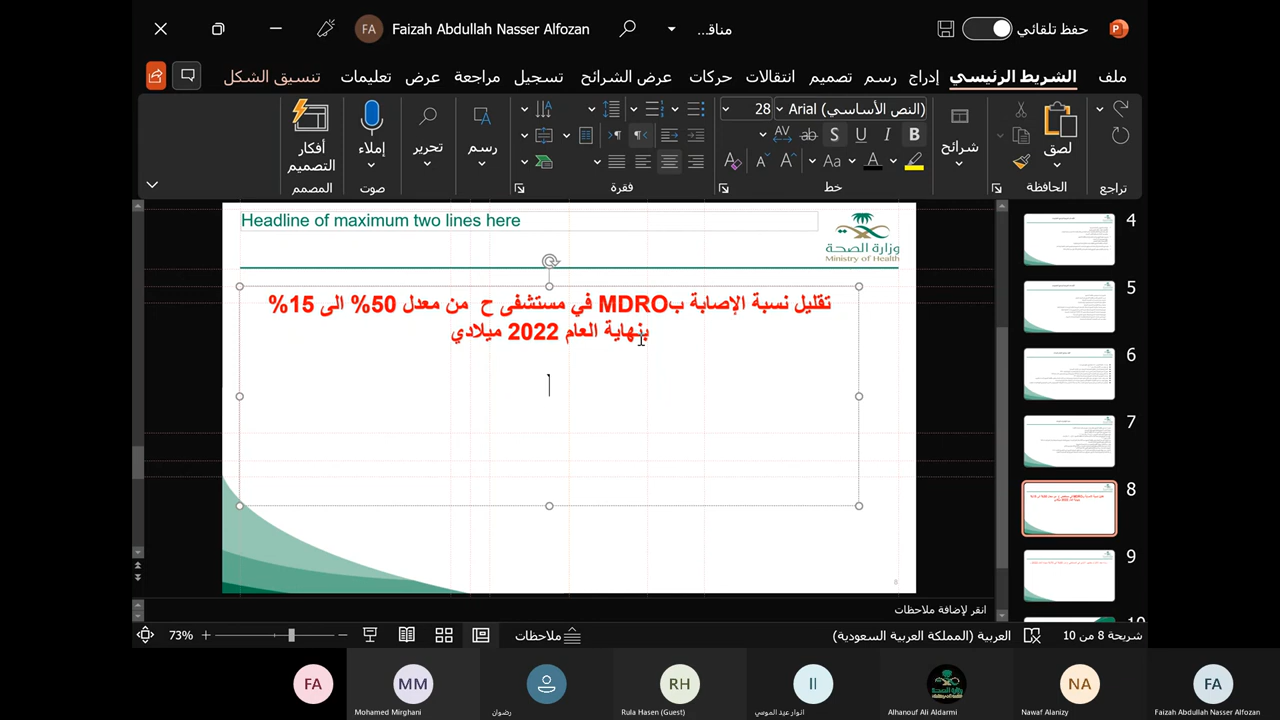 حفظ تلقائي
مناق...
Faizah Abdullah Nasser Alfozan
FA
ملف
الشريط الرئيسي
إدراج
رسم
تصميم
انتقالات
حركات
عرض الشرائح
تسجيل
مراجعة
عرض
تعليمات
تنسيق الشكل
تراجع
لصق
الحافظة
شرائح
Arial (النص الأساسي)
28
خط
فقرة
رسم
تحرير
إملاء
صوت
أفكار التصميم
المصمم
Headline of maximum two lines here
وزارة الصحة
Ministry of Health
تقليل نسبة الإصابة بMDRO في مستشفى ح من معدل 50% الى 15%
بنهاية العام 2022 ميلادي
8
4
5
6
7
8
9
10
انقر لإضافة ملاحظات
شريحة 8 من 10
العربية (المملكة العربية السعودية)
ملاحظات
73%
FA
MM
Mohamed Mirghani
رضوان
RH
Rula Hasen (Guest)
II
انوار عيد الموسي
Alhanouf Ali Aldarmi
NA
Nawaf Alanizy
FA
Faizah Abdullah Nasser Alfozan